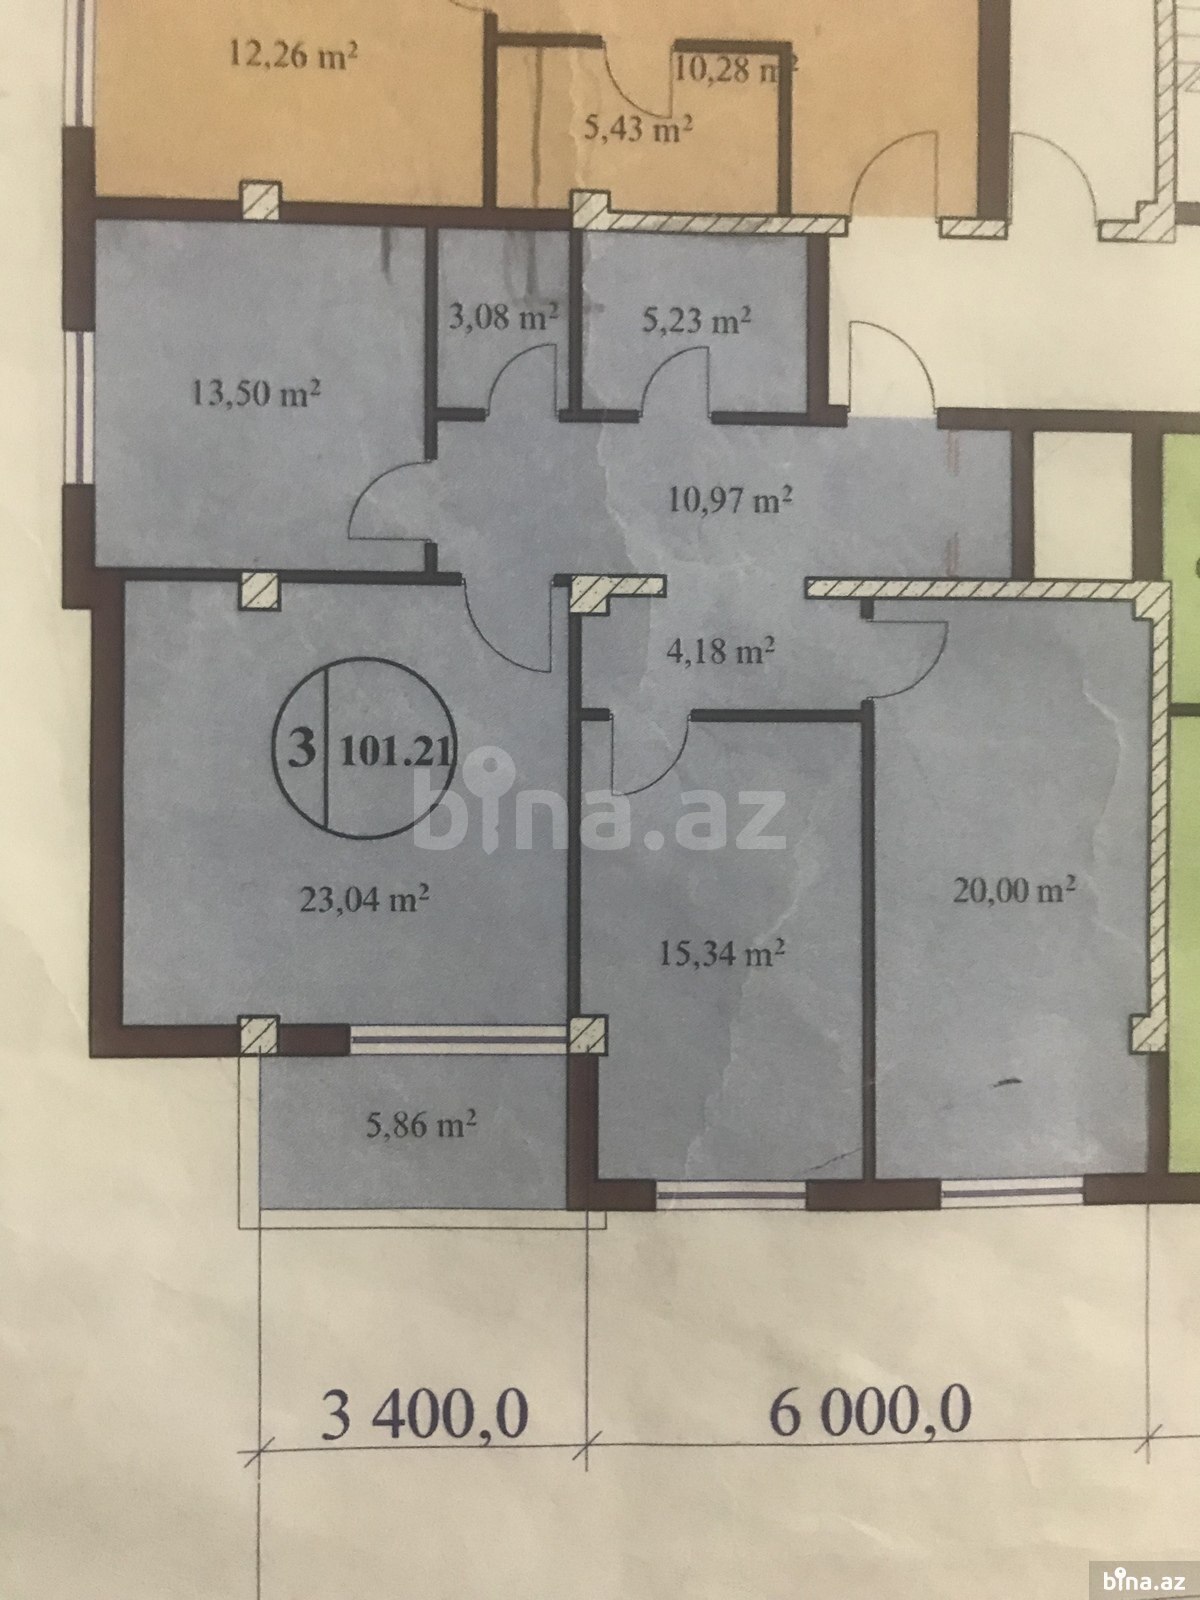 12,26 m²
10,28 m²
5,43 m²
3,08 m²
5,23 m²
13,50 m²
10,97 m²
4,18 m²
3 101.21
bina.az
23,04 m²
20,00 m²
15,34 m²
5,86 m²
3 400,0
6 000,0
bina.az